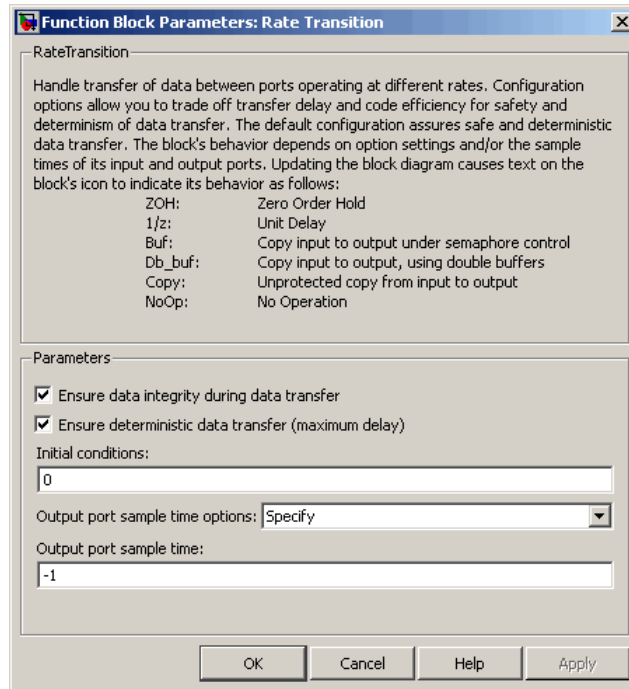 Function Block Parameters: Rate Transition
RateTransition
Handle transfer of data between ports operating at different rates. Configuration
options allow you to trade off transfer delay and code efficiency for safety and
determinism of data transfer. The default configuration assures safe and deterministic
data transfer. The block's behavior depends on option settings and/or the sample
times of its input and output ports. Updating the block diagram causes text on the
block's icon to indicate its behavior as follows:
ZOH: Zero Order Hold
1/z: Unit Delay
Buf: Copy input to output under semaphore control
Db_buf: Copy input to output, using double buffers
Copy: Unprotected copy from input to output
NoOp: No Operation
Parameters
Ensure data integrity during data transfer
Ensure deterministic data transfer (maximum delay)
Initial conditions:
0
Output port sample time options: Specify
Output port sample time:
-1
OK Cancel Help Apply